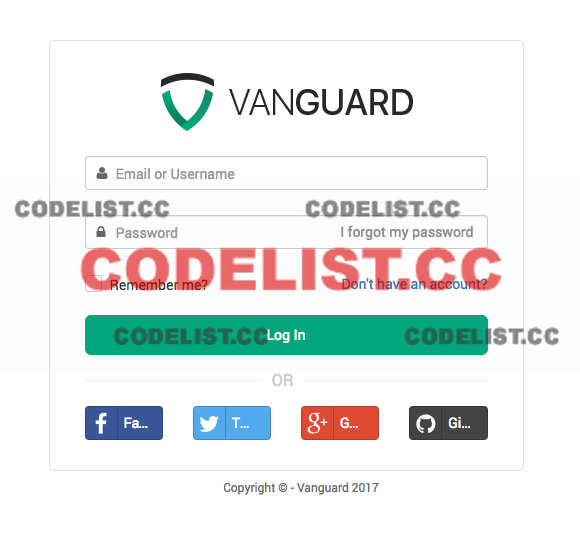 VANGUARD
Email or Username
CODELIST.CC CODELIST.CC
Password I forgot my password
CODELIST.CC
Remember me? Don't have an account?
CODELIST.CC Log In CODELIST.CC
OR
Fa... T... G... Gi...
Copyright © - Vanguard 2017